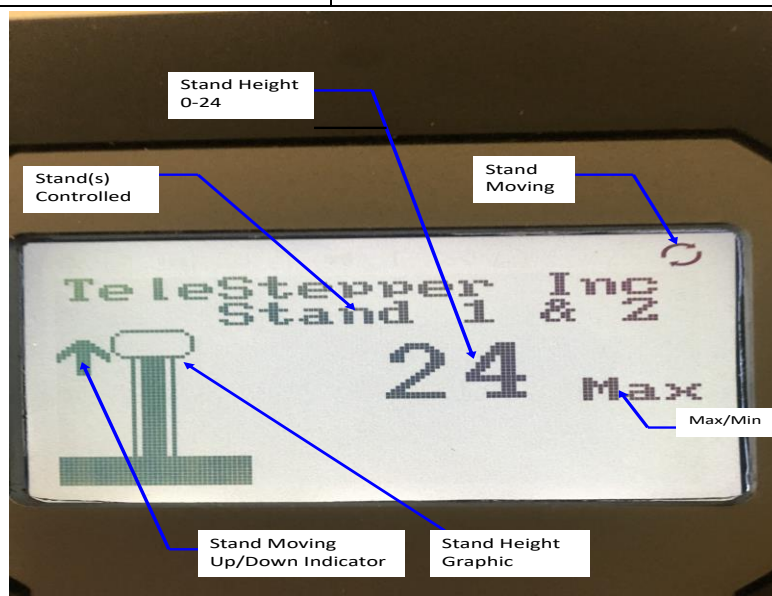 Stand Height
0-24
Stand
Moving
Stand(s)
Controlled
TeleStepper Inc
Stand 1 & 2
24
Max
Max/Min
Stand Moving
Up/Down Indicator
Stand Height
Graphic